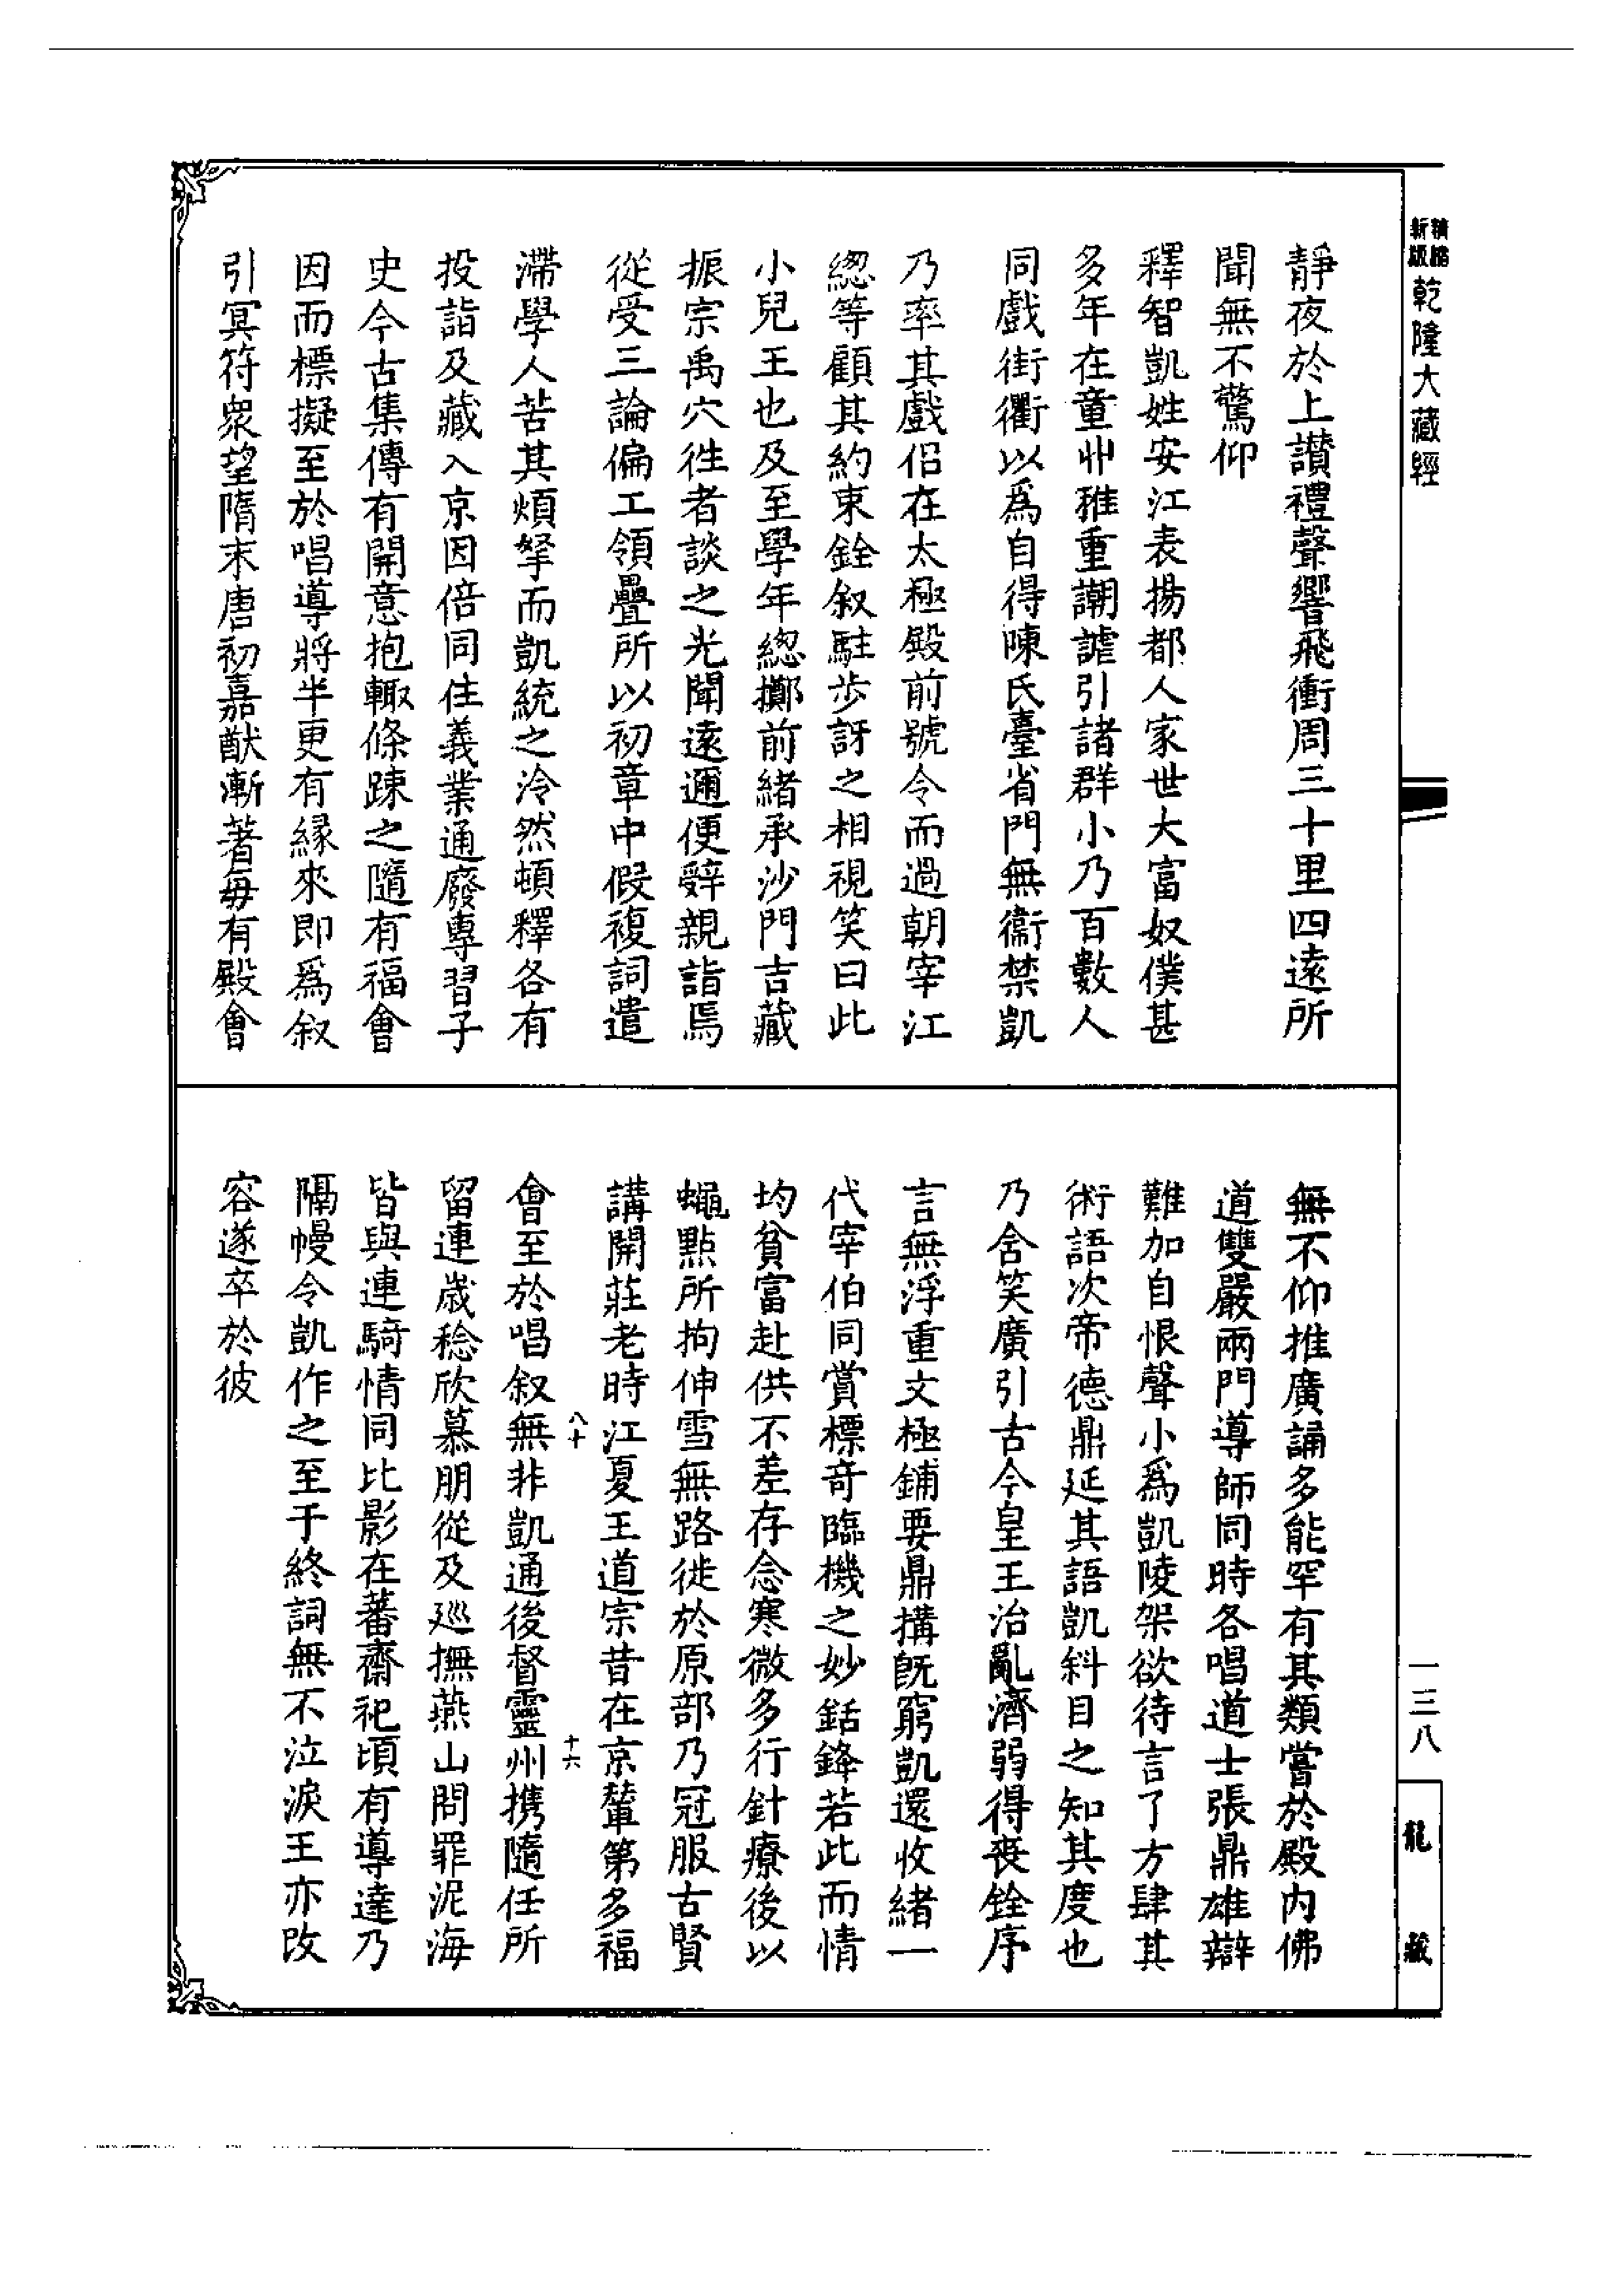 新編縮版 乾隆大藏經
靜夜於上讃禮聲響飛衝周三十里四遠所
聞無不驚仰
釋智凱姓安江表揚都人家世大富奴僕甚
多年在童丱雅重謿謔引諸群小乃百數人
同戲街衢以爲自得陳氏臺省門無衞禁凱
乃率其戲侶在太極殿前號令而過朝宰江
緫等顧其約束銓叙駐步訝之相視笑曰此
小兒王也及至學年緫擲前緒承沙門吉藏
振宗禹穴徃者談之光聞遠邇便辤親詣焉
從受三論偏工領疊所以初章中假複詞遣
滯學人苦其煩拏而凱統之泠然頓釋各有
投詣及藏入京因倍同住義業通廢專習子
史今古集傳有開意抱輙條踈之隨有福會
因而標擬至於唱導將半更有縁來即爲叙
引冥符衆望隋末唐初嘉猷漸著每有殿會
無不仰推廣誦多能罕有其類嘗於殿內佛
道雙嚴兩門導師同時各唱道士張鼎雄辯
難加自恨聲小爲凱陵架欲待言了方肆其
術語次帝德鼎延其語凱斜目之知其度也
乃含笑廣引古今皇王治亂濟弱得喪銓序
言無浮重文極鋪要鼎搆旣窮凱還收緒一
代宰伯同賞標奇臨機之妙銛鋒若此而情
均貧富赴供不差存念寒微多行針療後以
蠅點所拘伸雪無路徙於原部乃冠服古賢
講開莊老時江夏王道宗昔在京輦第多福
八十 十六
會至於唱叙無非凱通後督靈州携隨任所
留連歲稔欣慕朋從及廵撫燕山問罪泥海
皆與連騎情同比影在蕃齋祀頃有導達乃
隔幔令凱作之至于終詞無不泣淚王亦改
容遂卒於彼
一三八
龍藏